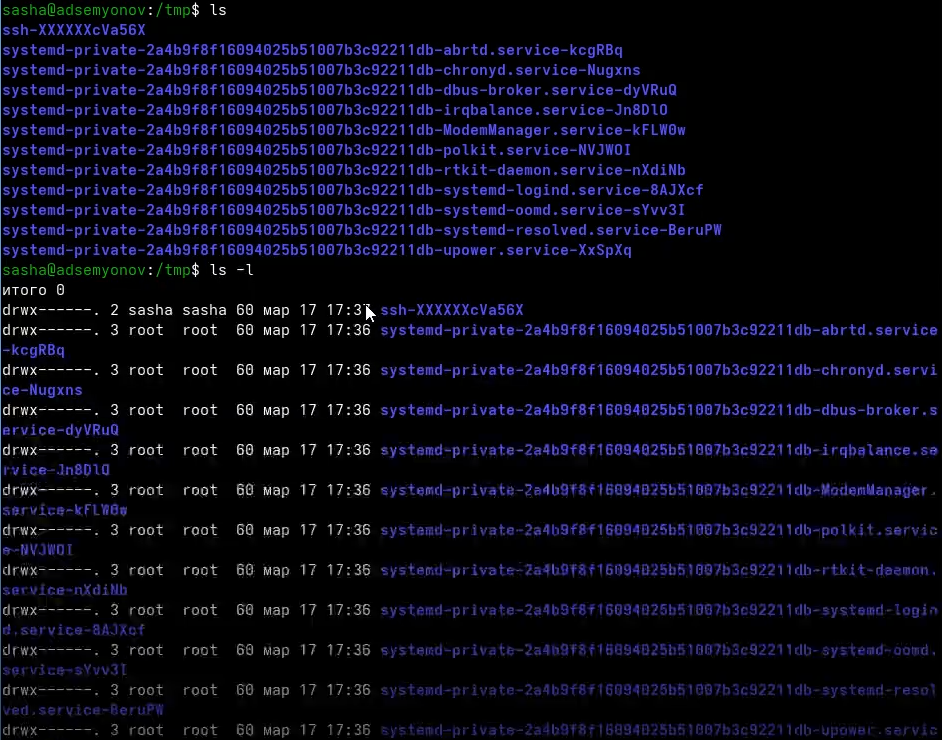 sasha@adsemyonov:/tmp$ ls
ssh-XXXXXXcVa56X
systemd-private-2a4b9f8f16094025b51007b3c92211db-abrtd.service-kcgRBq
systemd-private-2a4b9f8f16094025b51007b3c92211db-chronyd.service-Nugxns
systemd-private-2a4b9f8f16094025b51007b3c92211db-dbus-broker.service-dyVRuQ
systemd-private-2a4b9f8f16094025b51007b3c92211db-irqbalance.service-Jn8DlO
systemd-private-2a4b9f8f16094025b51007b3c92211db-ModemManager.service-kFLW0w
systemd-private-2a4b9f8f16094025b51007b3c92211db-polkit.service-NVJWOI
systemd-private-2a4b9f8f16094025b51007b3c92211db-rtkit-daemon.service-nXdiNb
systemd-private-2a4b9f8f16094025b51007b3c92211db-systemd-logind.service-8AJXcf
systemd-private-2a4b9f8f16094025b51007b3c92211db-systemd-oomd.service-sYvv3I
systemd-private-2a4b9f8f16094025b51007b3c92211db-systemd-resolved.service-BeruPW
systemd-private-2a4b9f8f16094025b51007b3c92211db-upower.service-XxSpXq
sasha@adsemyonov:/tmp$ ls -l
итого 0
drwx------. 2 sasha sasha 60 мар 17 ssh-XXXXXXcVa56X
drwx------. 3 root  root  60 мар 17 17:36 systemd-private-2a4b9f8f16094025b51007b3c92211db-abrtd.service
-kcgRBq
drwx------. 3 root  root  60 мар 17 17:36 systemd-private-2a4b9f8f16094025b51007b3c92211db-chronyd.servi
ce-Nugxns
drwx------. 3 root  root  60 мар 17 17:36 systemd-private-2a4b9f8f16094025b51007b3c92211db-dbus-broker.s
ervice-dyVRuQ
drwx------. 3 root  root  60 мар 17 17:36 systemd-private-2a4b9f8f16094025b51007b3c92211db-irqbalance.se
rvice-Jn8DlO
drwx------. 3 root  root  60 мар 17 17:36 systemd-private-2a4b9f8f16094025b51007b3c92211db-ModemManager.
service-kFLW0w
drwx------. 3 root  root  60 мар 17 17:36 systemd-private-2a4b9f8f16094025b51007b3c92211db-polkit.servic
e-NVJWOI
drwx------. 3 root  root  60 мар 17 17:36 systemd-private-2a4b9f8f16094025b51007b3c92211db-rtkit-daemon.
service-nXdiNb
drwx------. 3 root  root  60 мар 17 17:36 systemd-private-2a4b9f8f16094025b51007b3c92211db-systemd-login
d.service-8AJXcf
drwx------. 3 root  root  60 мар 17 17:36 systemd-private-2a4b9f8f16094025b51007b3c92211db-systemd-oomd.
service-sYvv3I
drwx------. 3 root  root  60 мар 17 17:36 systemd-private-2a4b9f8f16094025b51007b3c92211db-systemd-resol
ved.service-BeruPW
drwx------. 3 root  root  60 мар 17 17:36 systemd-private-2a4b9f8f16094025b51007b3c92211db-upower.servic